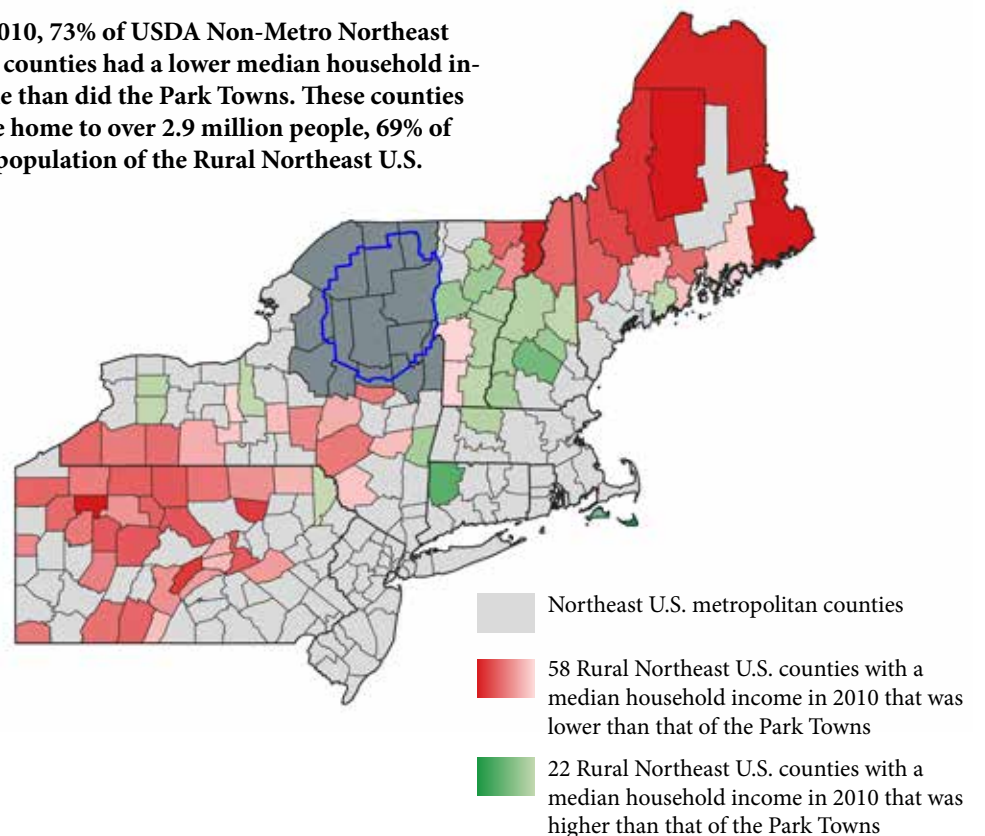 010, 73% of USDA Non-Metro Northeast
counties had a lower median household in-
e than did the Park Towns. These counties
e home to over 2.9 million people, 69% of
population of the Rural Northeast U.S.
Northeast U.S. metropolitan counties
58 Rural Northeast U.S. counties with a
median household income in 2010 that was
lower than that of the Park Towns
22 Rural Northeast U.S. counties with a
median household income in 2010 that was
higher than that of the Park Towns